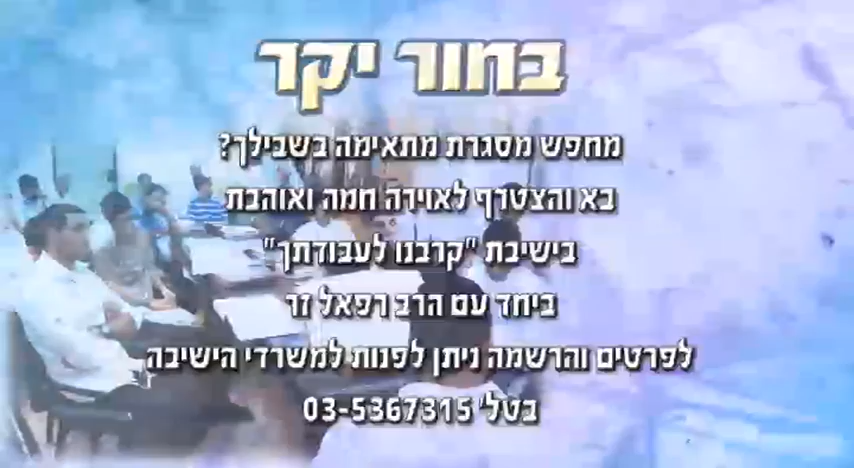 בחור יקר
מחפש מסגרת מתאימה בשבילך?
בא והצטרף לאוירה חמה ואוהבת
בישיבת "קרבנו לעבודתך"
ביחד עם הרב רפאל זר
לפרטים והרשמה ניתן לפנות למשרדי הישיבה
בטל' 03-5367315